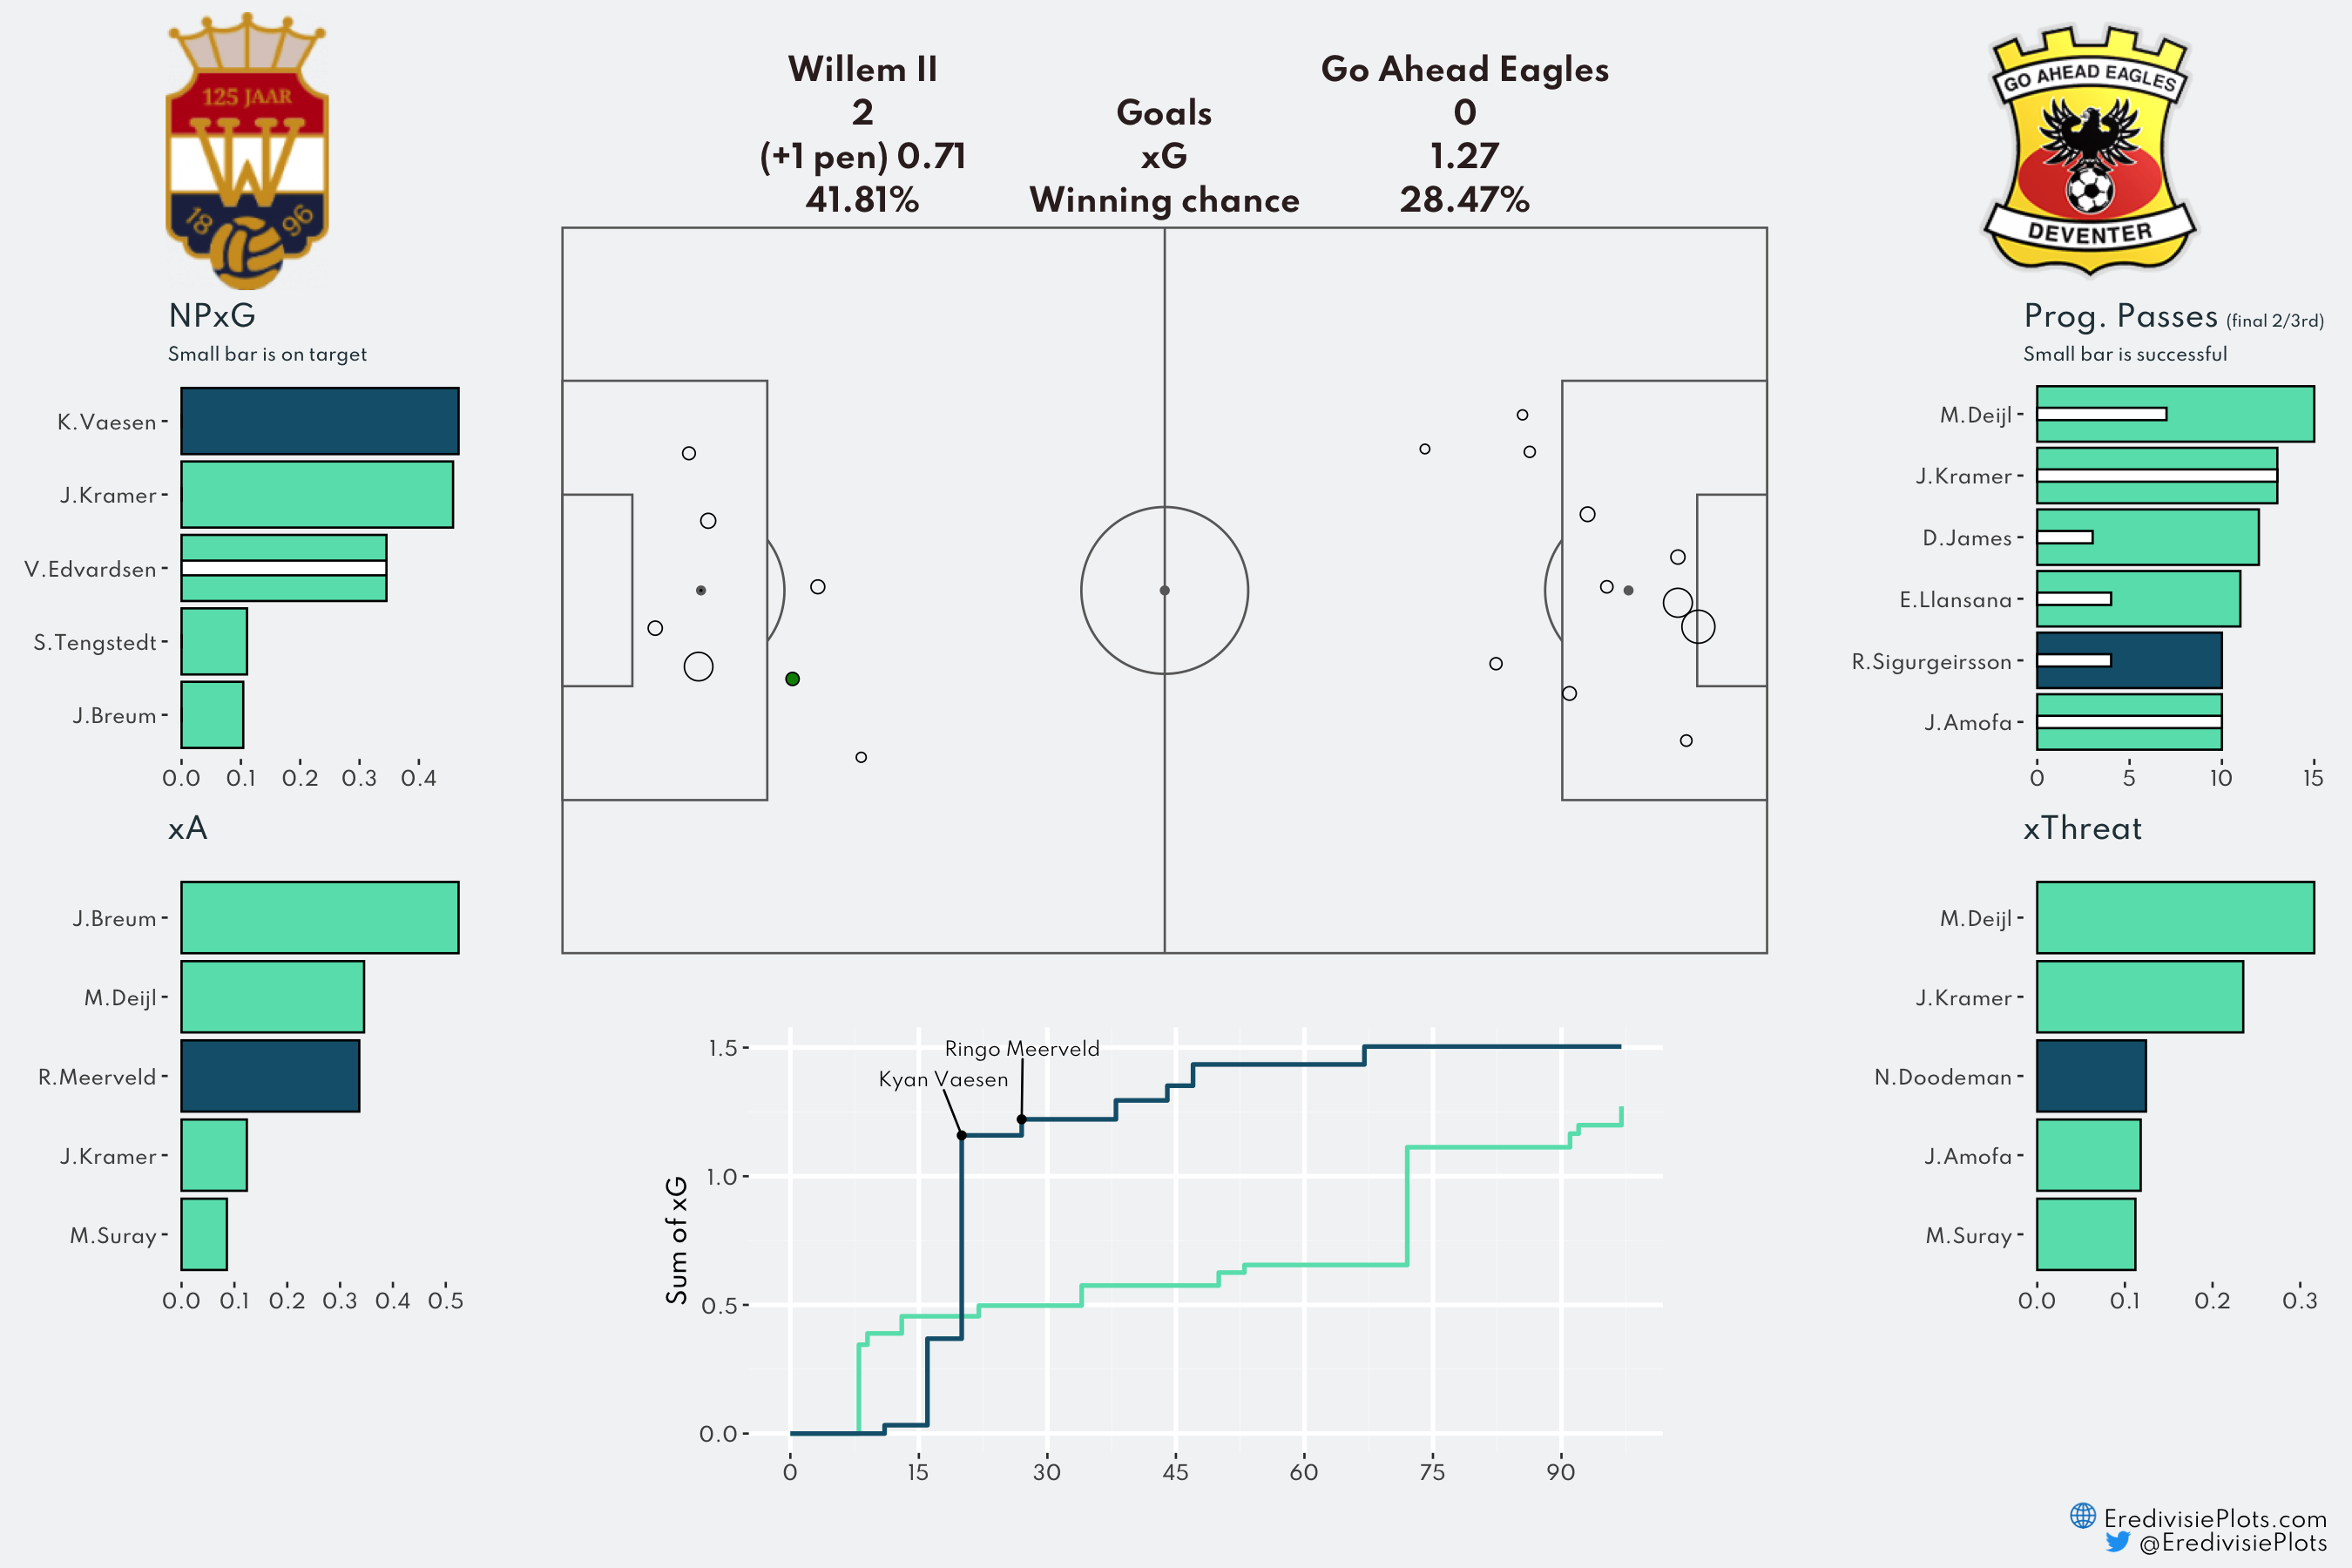 125 JAAR
W
18 96
GO AHEAD EAGLES
DEVENTER
Willem II Go Ahead Eagles
2 Goals 0
(+1 pen) 0.71 xG 1.27
41.81% Winning chance 28.47%
NPxG
Small bar is on target
K.Vaesen
J.Kramer
V.Edvardsen
S.Tengstedt
J.Breum
0.0 0.1 0.2 0.3 0.4
xA
J.Breum
M.Deijl
R.Meerveld
J.Kramer
M.Suray
0.0 0.1 0.2 0.3 0.4 0.5
Ringo Meerveld
Kyan Vaesen
Sum of xG
1.5
1.0
0.5
0.0
0 15 30 45 60 75 90
Prog. Passes (final 2/3rd)
Small bar is successful
M.Deijl
J.Kramer
D.James
E.Llansana
R.Sigurgeirsson
J.Amofa
0 5 10 15
xThreat
M.Deijl
J.Kramer
N.Doodeman
J.Amofa
M.Suray
0.0 0.1 0.2 0.3
EredivisiePlots.com
@EredivisiePlots